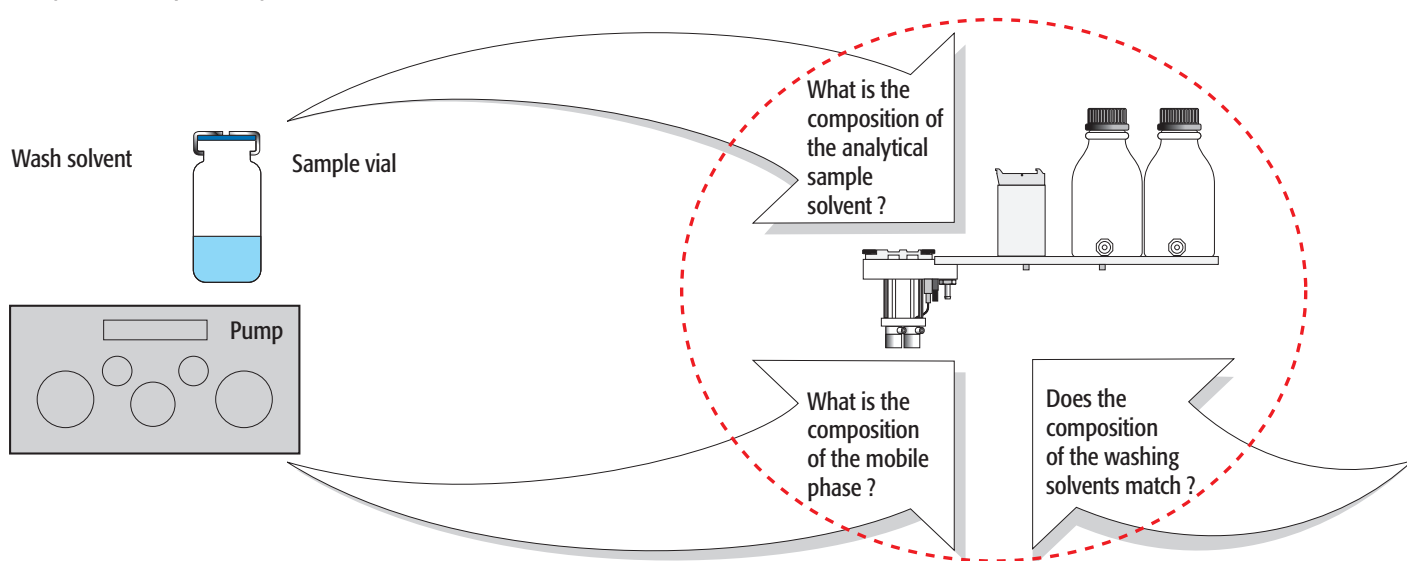 Wash solvent
Sample vial
Pump
What is the
composition of
the analytical
sample
solvent ?
What is the
composition
of the mobile
phase ?
Does the
composition
of the washing
solvents match ?